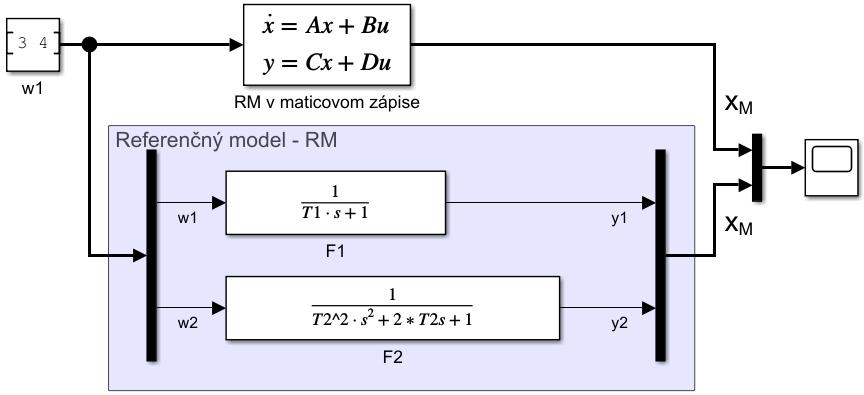 3 4
w1
ẋ = Ax + Bu
y = Cx + Du
RM v maticovom zápise
x_M
Referenčný model - RM
w1
1
T1 · s + 1
y1
F1
x_M
w2
1
T2^2 · s² + 2 * T2s + 1
y2
F2